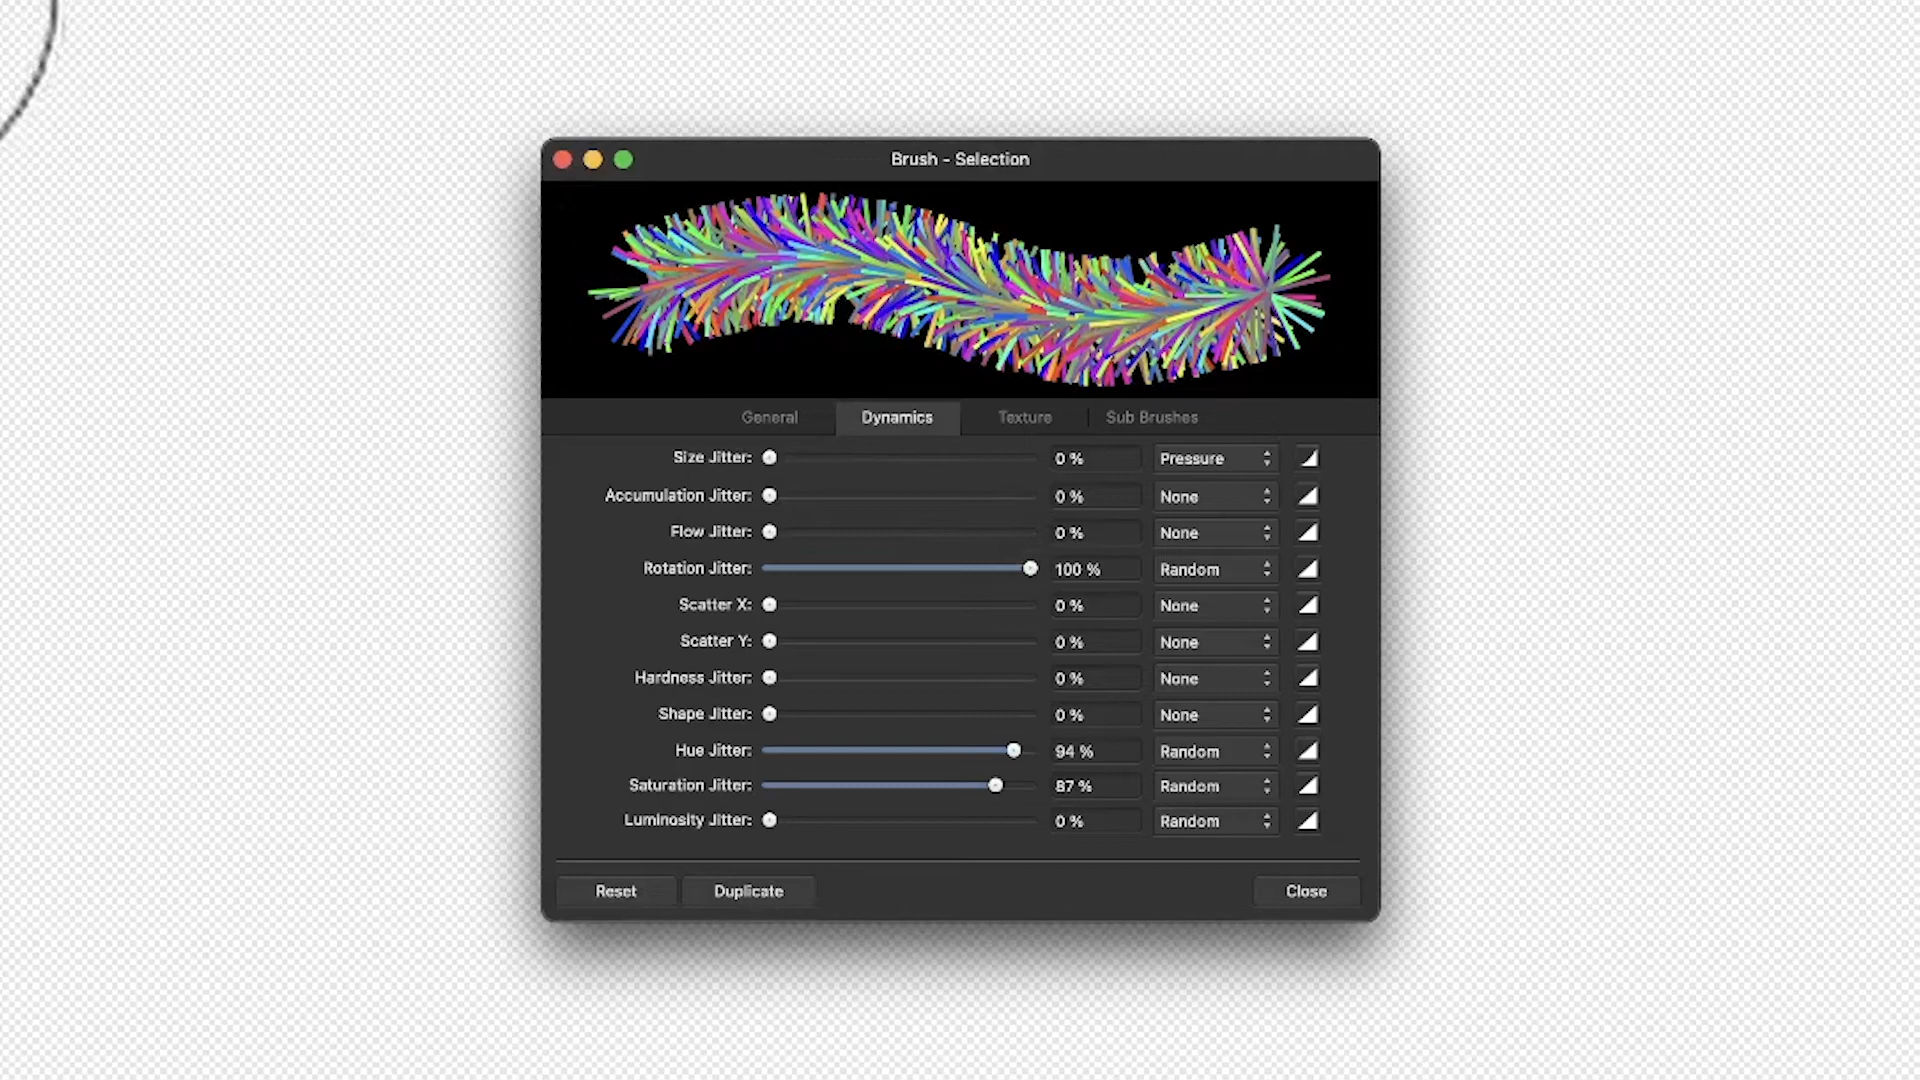 Brush - Selection
General Dynamics Texture Sub Brushes
Size Jitter: 0 % Pressure
Accumulation Jitter: 0 % None
Flow Jitter: 0 % None
Rotation Jitter: 100 % Random
Scatter X: 0 % None
Scatter Y: 0 % None
Hardness Jitter: 0 % None
Shape Jitter: 0 % None
Hue Jitter: 94 % Random
Saturation Jitter: 87 % Random
Luminosity Jitter: 0 % Random
Reset Duplicate Close